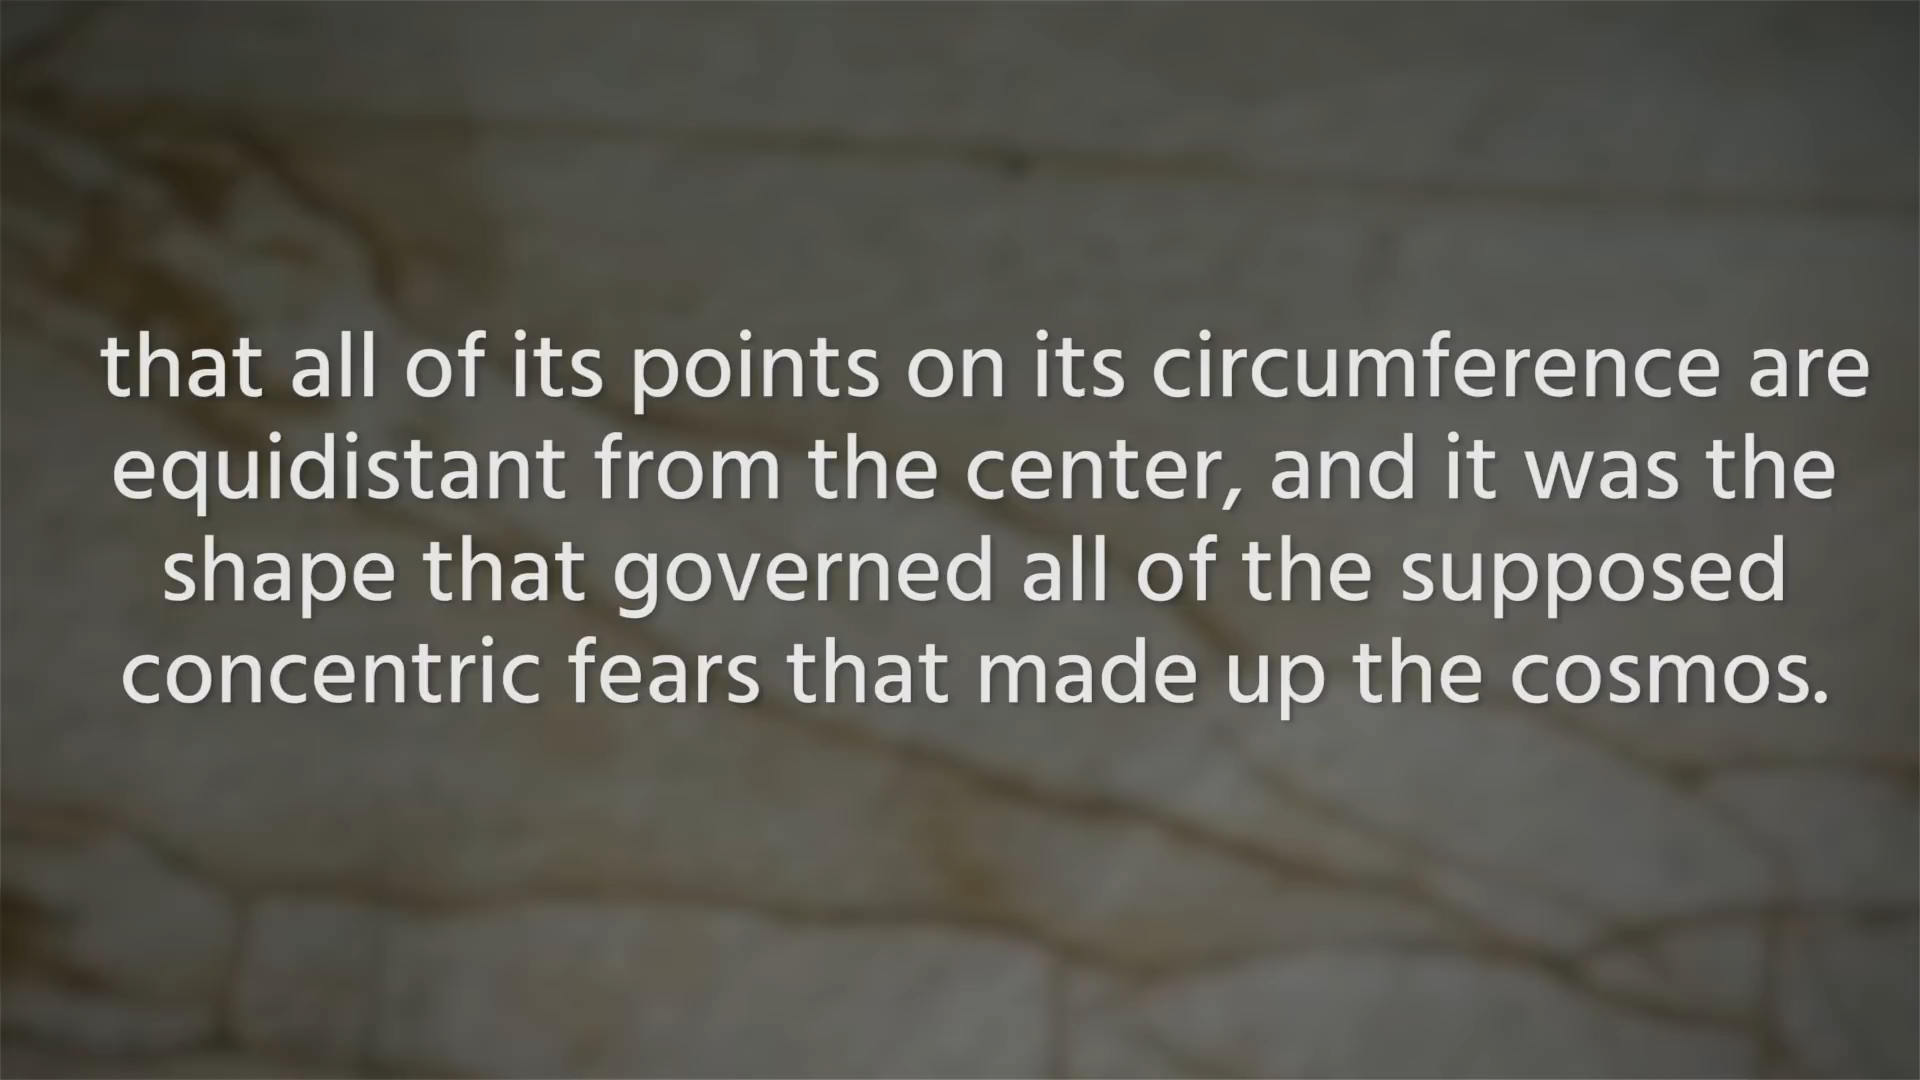 that all of its points on its circumference are
equidistant from the center, and it was the
shape that governed all of the supposed
concentric fears that made up the cosmos.